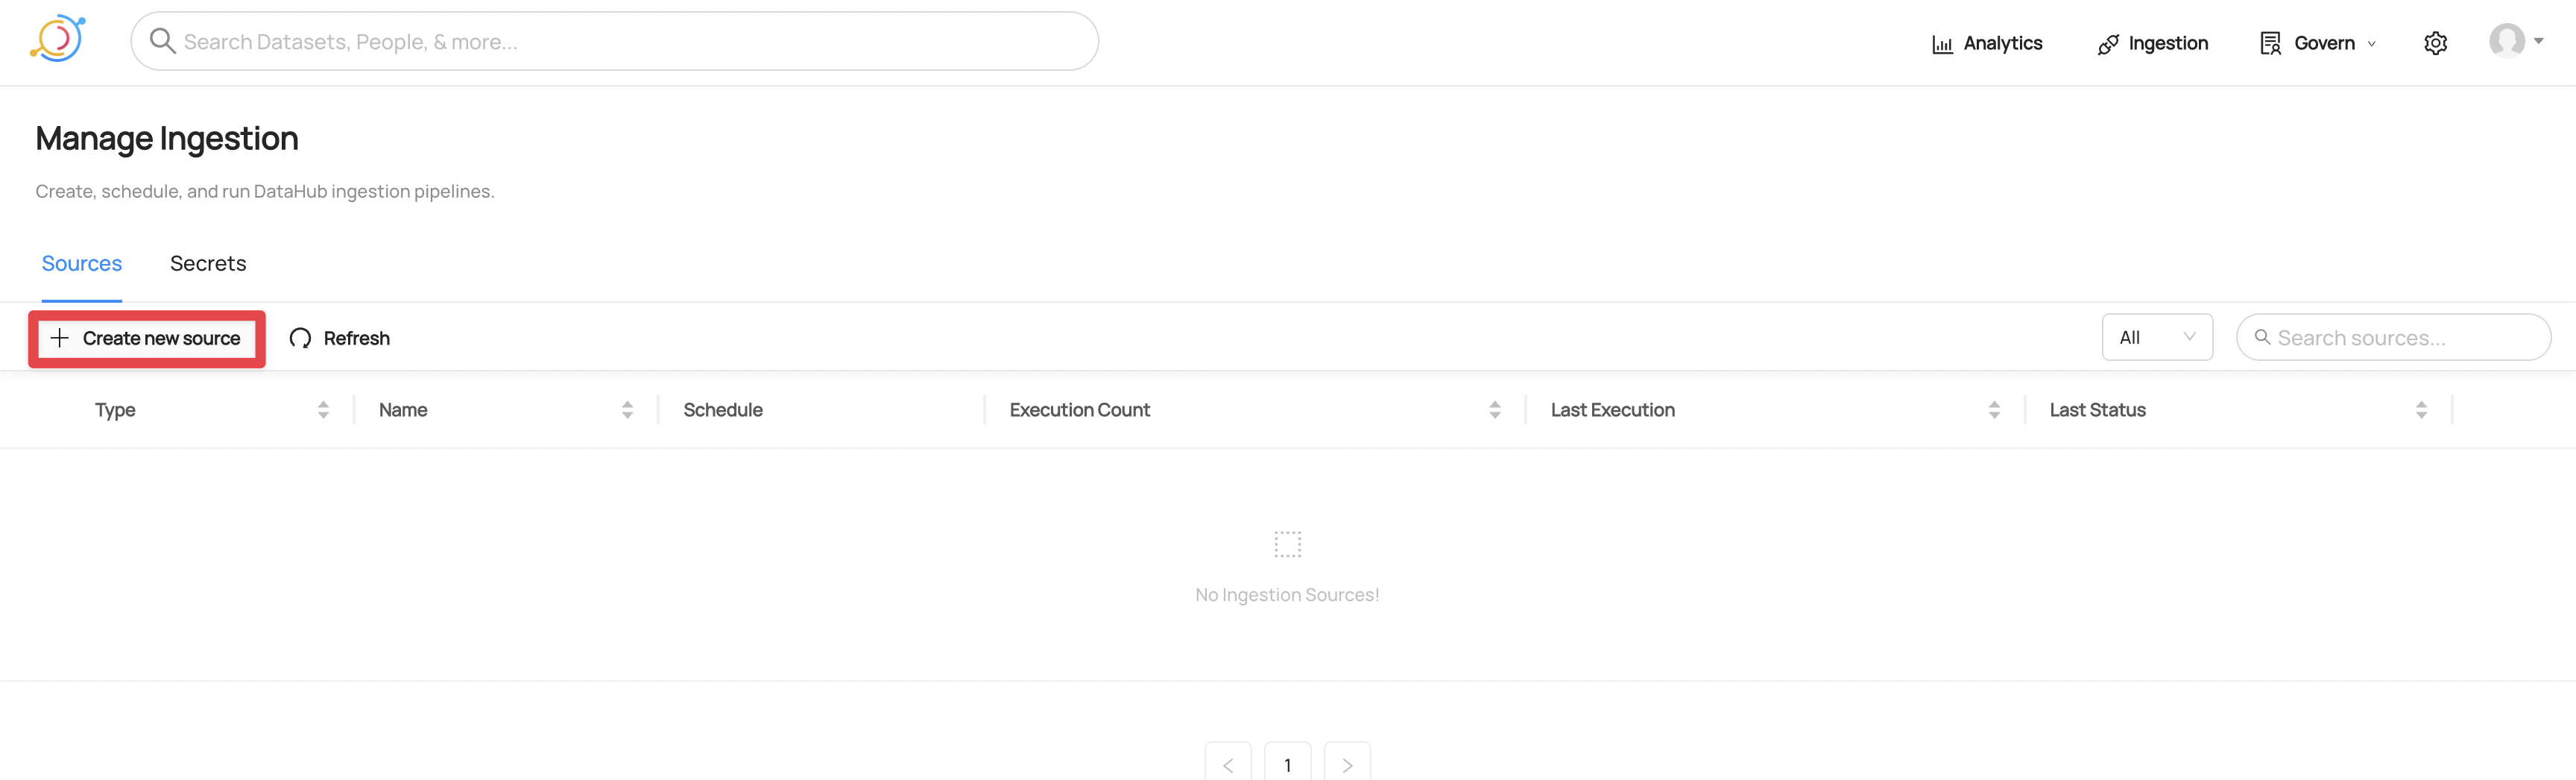 Search Datasets, People, & more...
Analytics
Ingestion
Govern
Manage Ingestion
Create, schedule, and run DataHub ingestion pipelines.
Sources
Secrets
Create new source
Refresh
All
Search sources...
Type
Name
Schedule
Execution Count
Last Execution
Last Status
No Ingestion Sources!
1